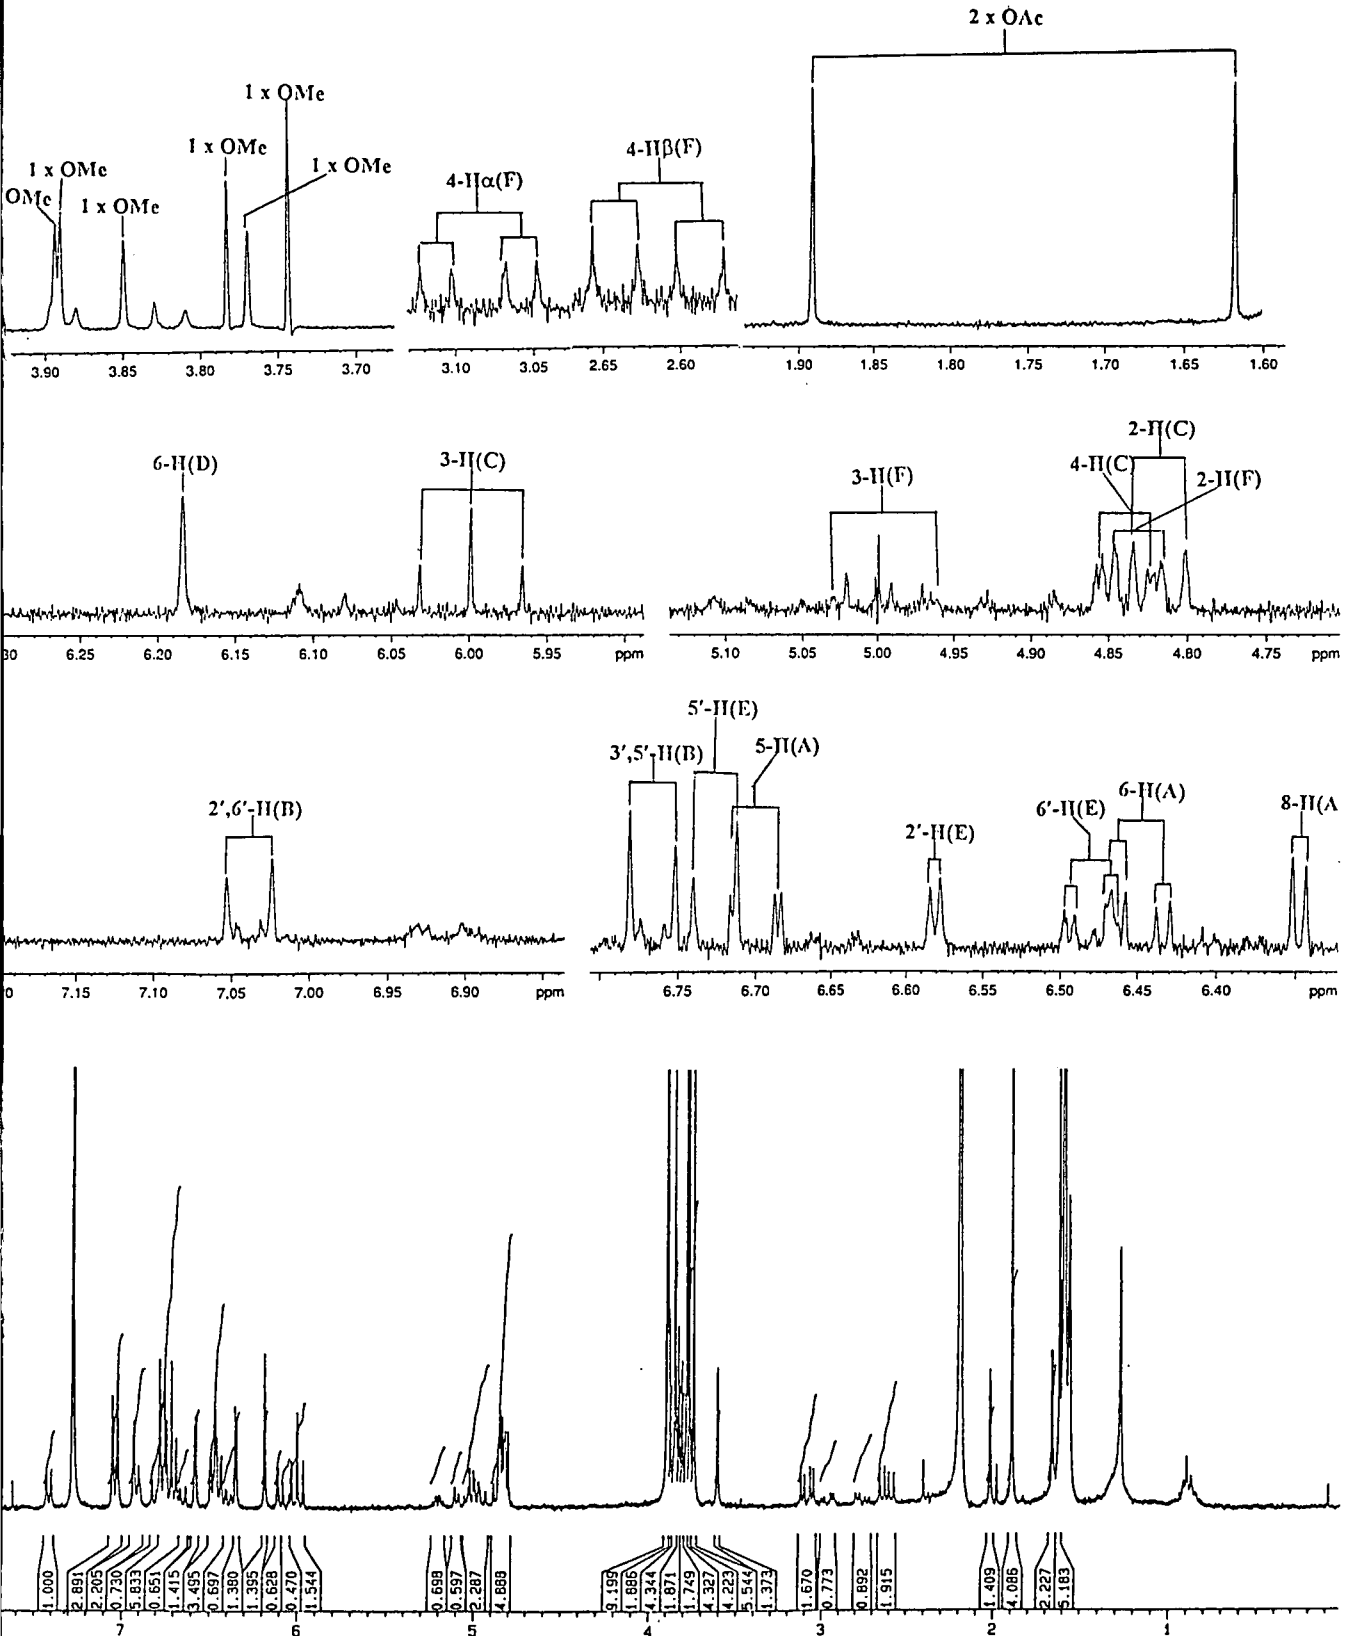 2 x OAc
1 x OMe
1 x OMe
1 x OMe
1 x OMe
OMe
1 x OMe
4-Hα(F)
4-Hβ(F)
3.90 3.85 3.80 3.75 3.70
3.10 3.05 2.65 2.60
1.90 1.85 1.80 1.75 1.70 1.65 1.60
2-H(C)
6-H(D)
3-H(C)
3-H(F)
4-H(C)
2-H(F)
30 6.25 6.20 6.15 6.10 6.05 6.00 5.95 ppm
5.10 5.05 5.00 4.95 4.90 4.85 4.80 4.75 ppm
5'-H(E)
3',5'-H(B)
5-H(A)
2',6'-H(B)
2'-H(E)
6'-H(E)
6-H(A)
8-H(A
0 7.15 7.10 7.05 7.00 6.95 6.90 ppm
6.75 6.70 6.65 6.60 6.55 6.50 6.45 6.40 ppm
1.000 2.891 2.205 0.730 5.833 0.651 1.415 3.495 0.697 1.380 1.395 0.628 0.470 1.544
0.698 0.597 2.287 4.888
9.199 1.886 4.344 1.871 1.749 4.327 4.223 5.544 1.373
1.670 0.773 0.892 1.915
1.409 4.086 2.227 5.183
7 6 5 4 3 2 1